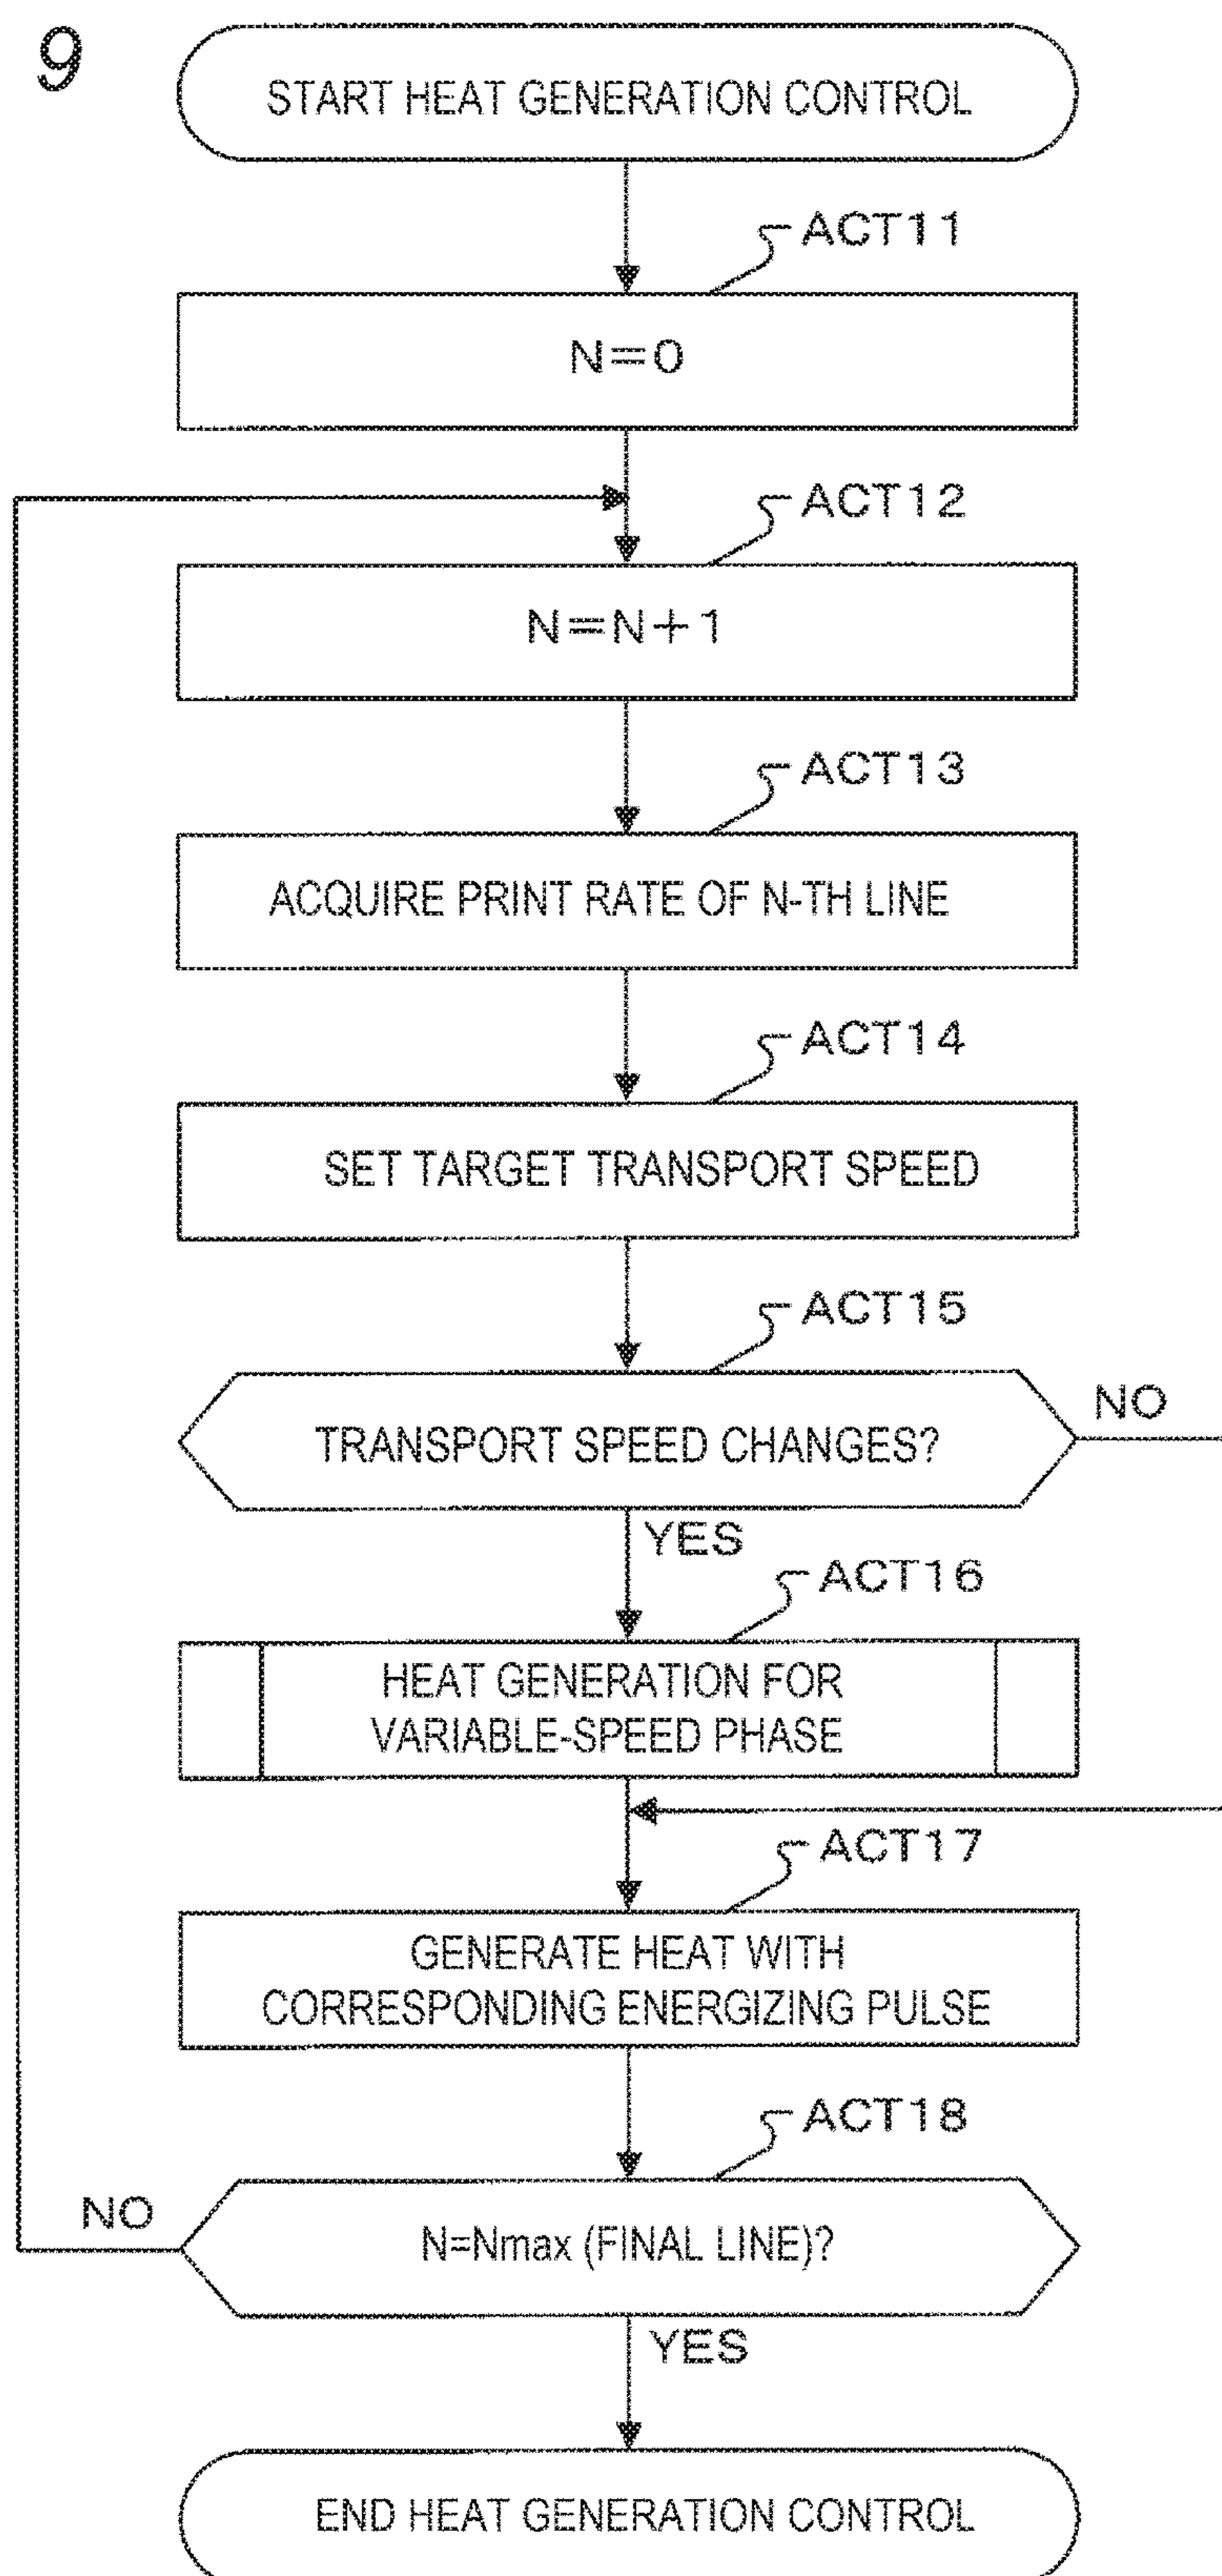 9
START HEAT GENERATION CONTROL
ACT11
N=0
ACT12
N=N+1
ACT13
ACQUIRE PRINT RATE OF N-TH LINE
ACT14
SET TARGET TRANSPORT SPEED
ACT15
TRANSPORT SPEED CHANGES?
NO
YES
ACT16
HEAT GENERATION FOR
VARIABLE-SPEED PHASE
ACT17
GENERATE HEAT WITH
CORRESPONDING ENERGIZING PULSE
ACT18
NO
N=Nmax (FINAL LINE)?
YES
END HEAT GENERATION CONTROL